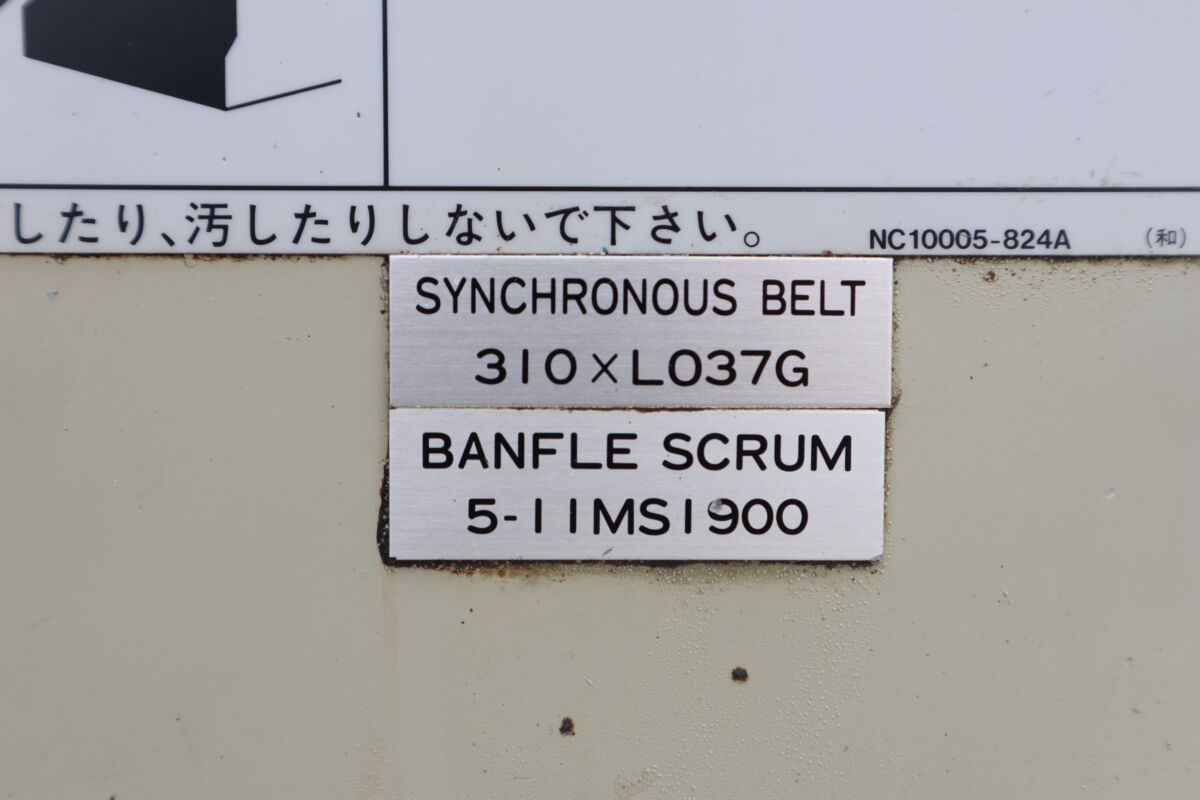 したり、汚したりしないで下さい。 NC10005-824A (和)
SYNCHRONOUS BELT
310×L037G
BANFLE SCRUM
5-11MS1900